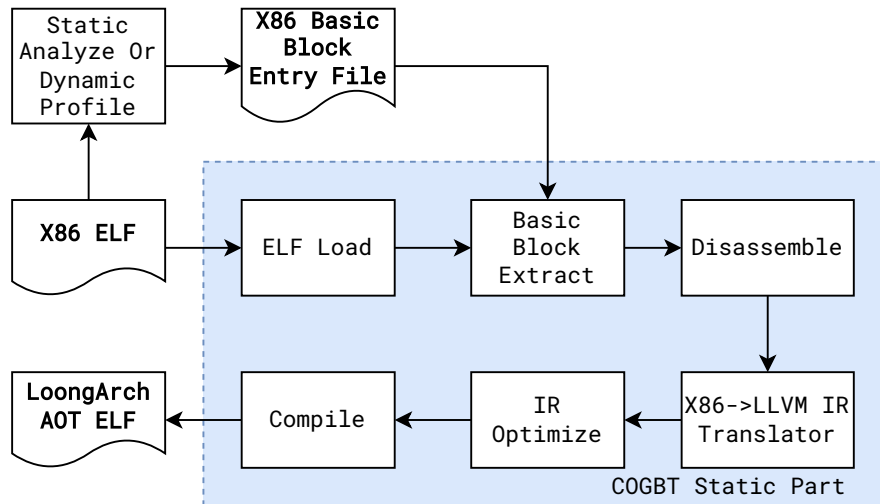 Static
Analyze Or
Dynamic
Profile
X86 Basic
Block
Entry File
X86 ELF
ELF Load
Basic
Block
Extract
Disassemble
LoongArch
AOT ELF
Compile
IR
Optimize
X86->LLVM IR
Translator
COGBT Static Part